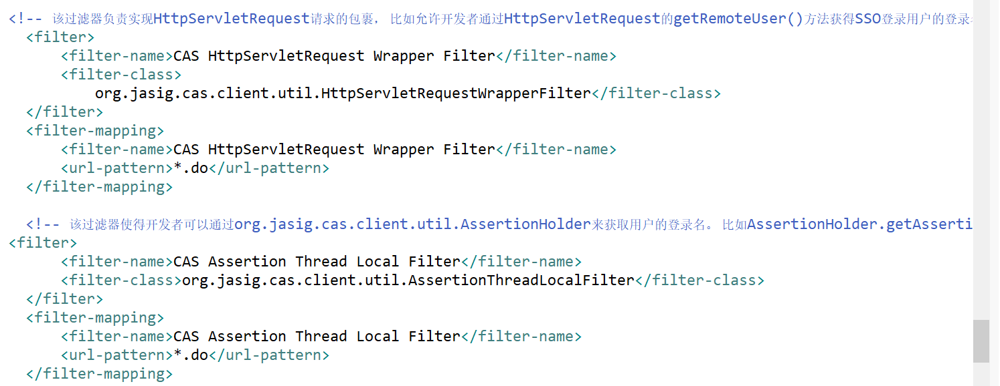 <!-- 该过滤器负责实现HttpServletRequest请求的包裹， 比如允许开发者通过HttpServletRequest的getRemoteUser()方法获得SSO登录用户的登录
<filter>
<filter-name>CAS HttpServletRequest Wrapper Filter</filter-name>
<filter-class>
org.jasig.cas.client.util.HttpServletRequestWrapperFilter</filter-class>
</filter>
<filter-mapping>
<filter-name>CAS HttpServletRequest Wrapper Filter</filter-name>
<url-pattern>*.do</url-pattern>
</filter-mapping>
<!-- 该过滤器使得开发者可以通过org.jasig.cas.client.util.AssertionHolder来获取用户的登录名。 比如AssertionHolder.getAsserti
<filter>
<filter-name>CAS Assertion Thread Local Filter</filter-name>
<filter-class>org.jasig.cas.client.util.AssertionThreadLocalFilter</filter-class>
</filter>
<filter-mapping>
<filter-name>CAS Assertion Thread Local Filter</filter-name>
<url-pattern>*.do</url-pattern>
</filter-mapping>